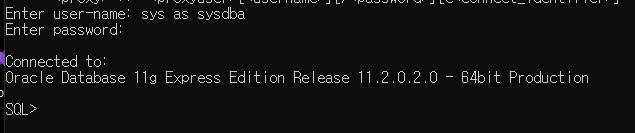 Enter user-name: sys as sysdba
Enter password:
Connected to:
Oracle Database 11g Express Edition Release 11.2.0.2.0 - 64bit Production
SQL>